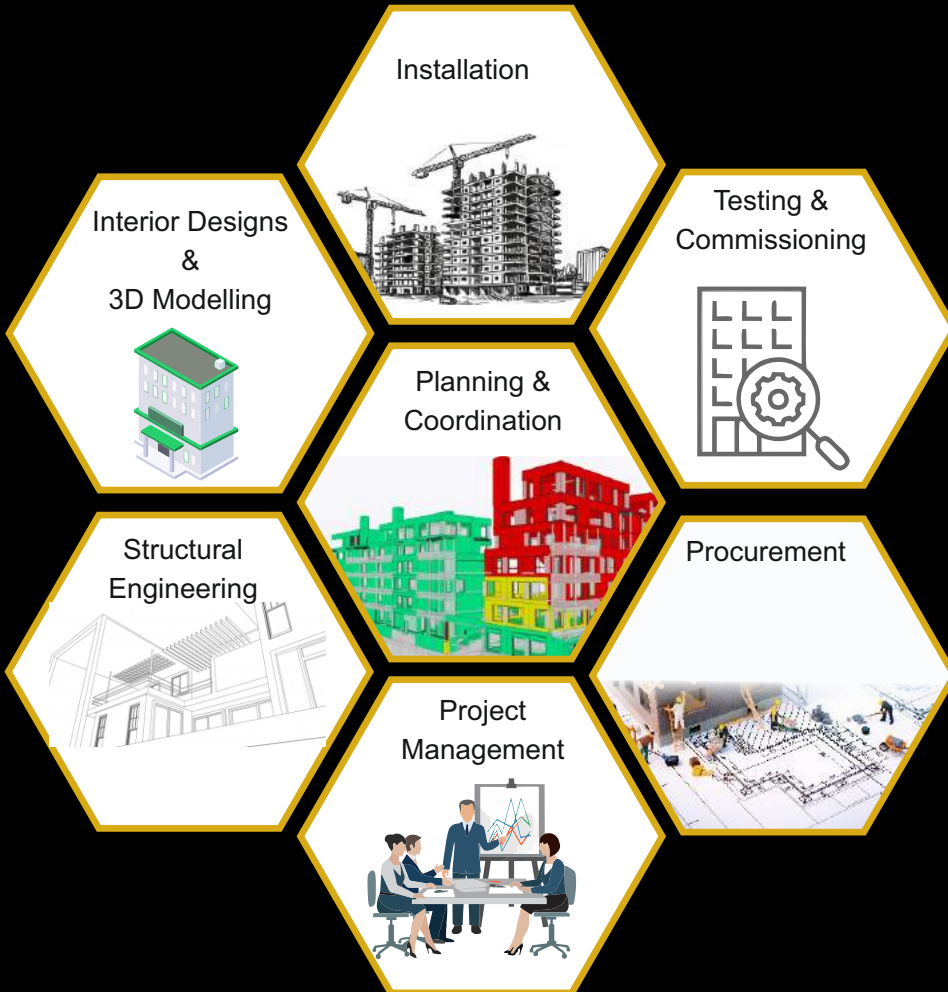 Installation
Interior Designs
&
3D Modelling
Testing &
Commissioning
Planning &
Coordination
Structural
Engineering
Procurement
Project
Management